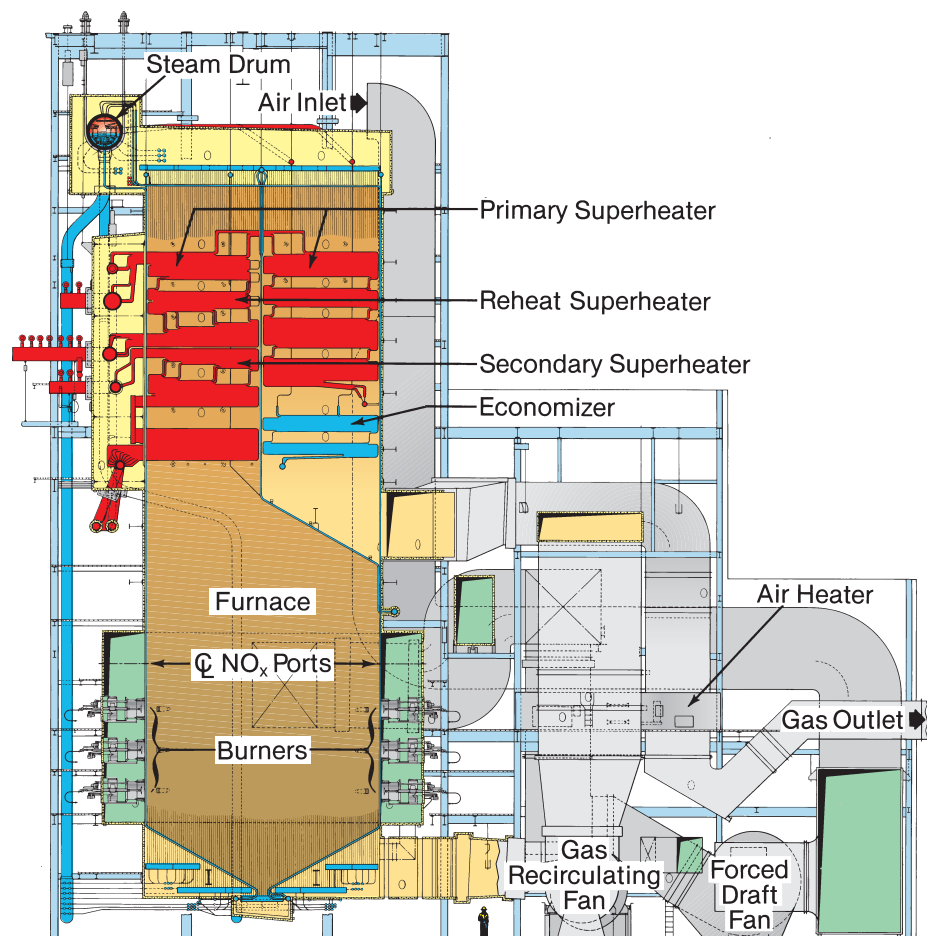 Steam Drum
Air Inlet
Primary Superheater
Reheat Superheater
Secondary Superheater
Economizer
Furnace
Air Heater
℄ NOx Ports
Gas Outlet
Burners
Gas
Recirculating
Fan
Forced
Draft
Fan